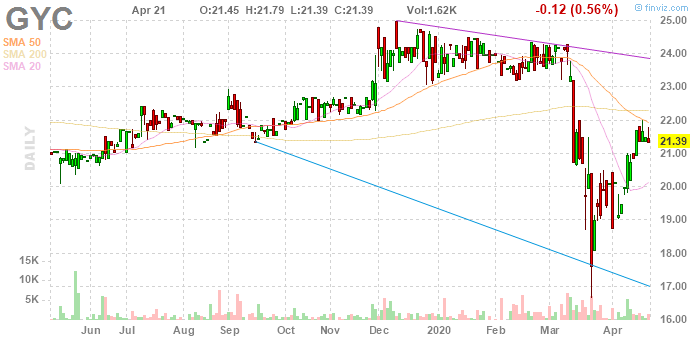 GYC Apr 21 O:21.45 H:21.79 L:21.39 C:21.39 Vol:1.62K © finviz.com -0.12 (0.56%)
SMA 50
SMA 200
SMA 20
DAILY
25.00
24.00
23.00
22.00
21.39
21.00
20.00
19.00
18.00
17.00
16.00
15K
10K
5K
Jun Jul Aug Sep Oct Nov Dec 2020 Feb Mar Apr